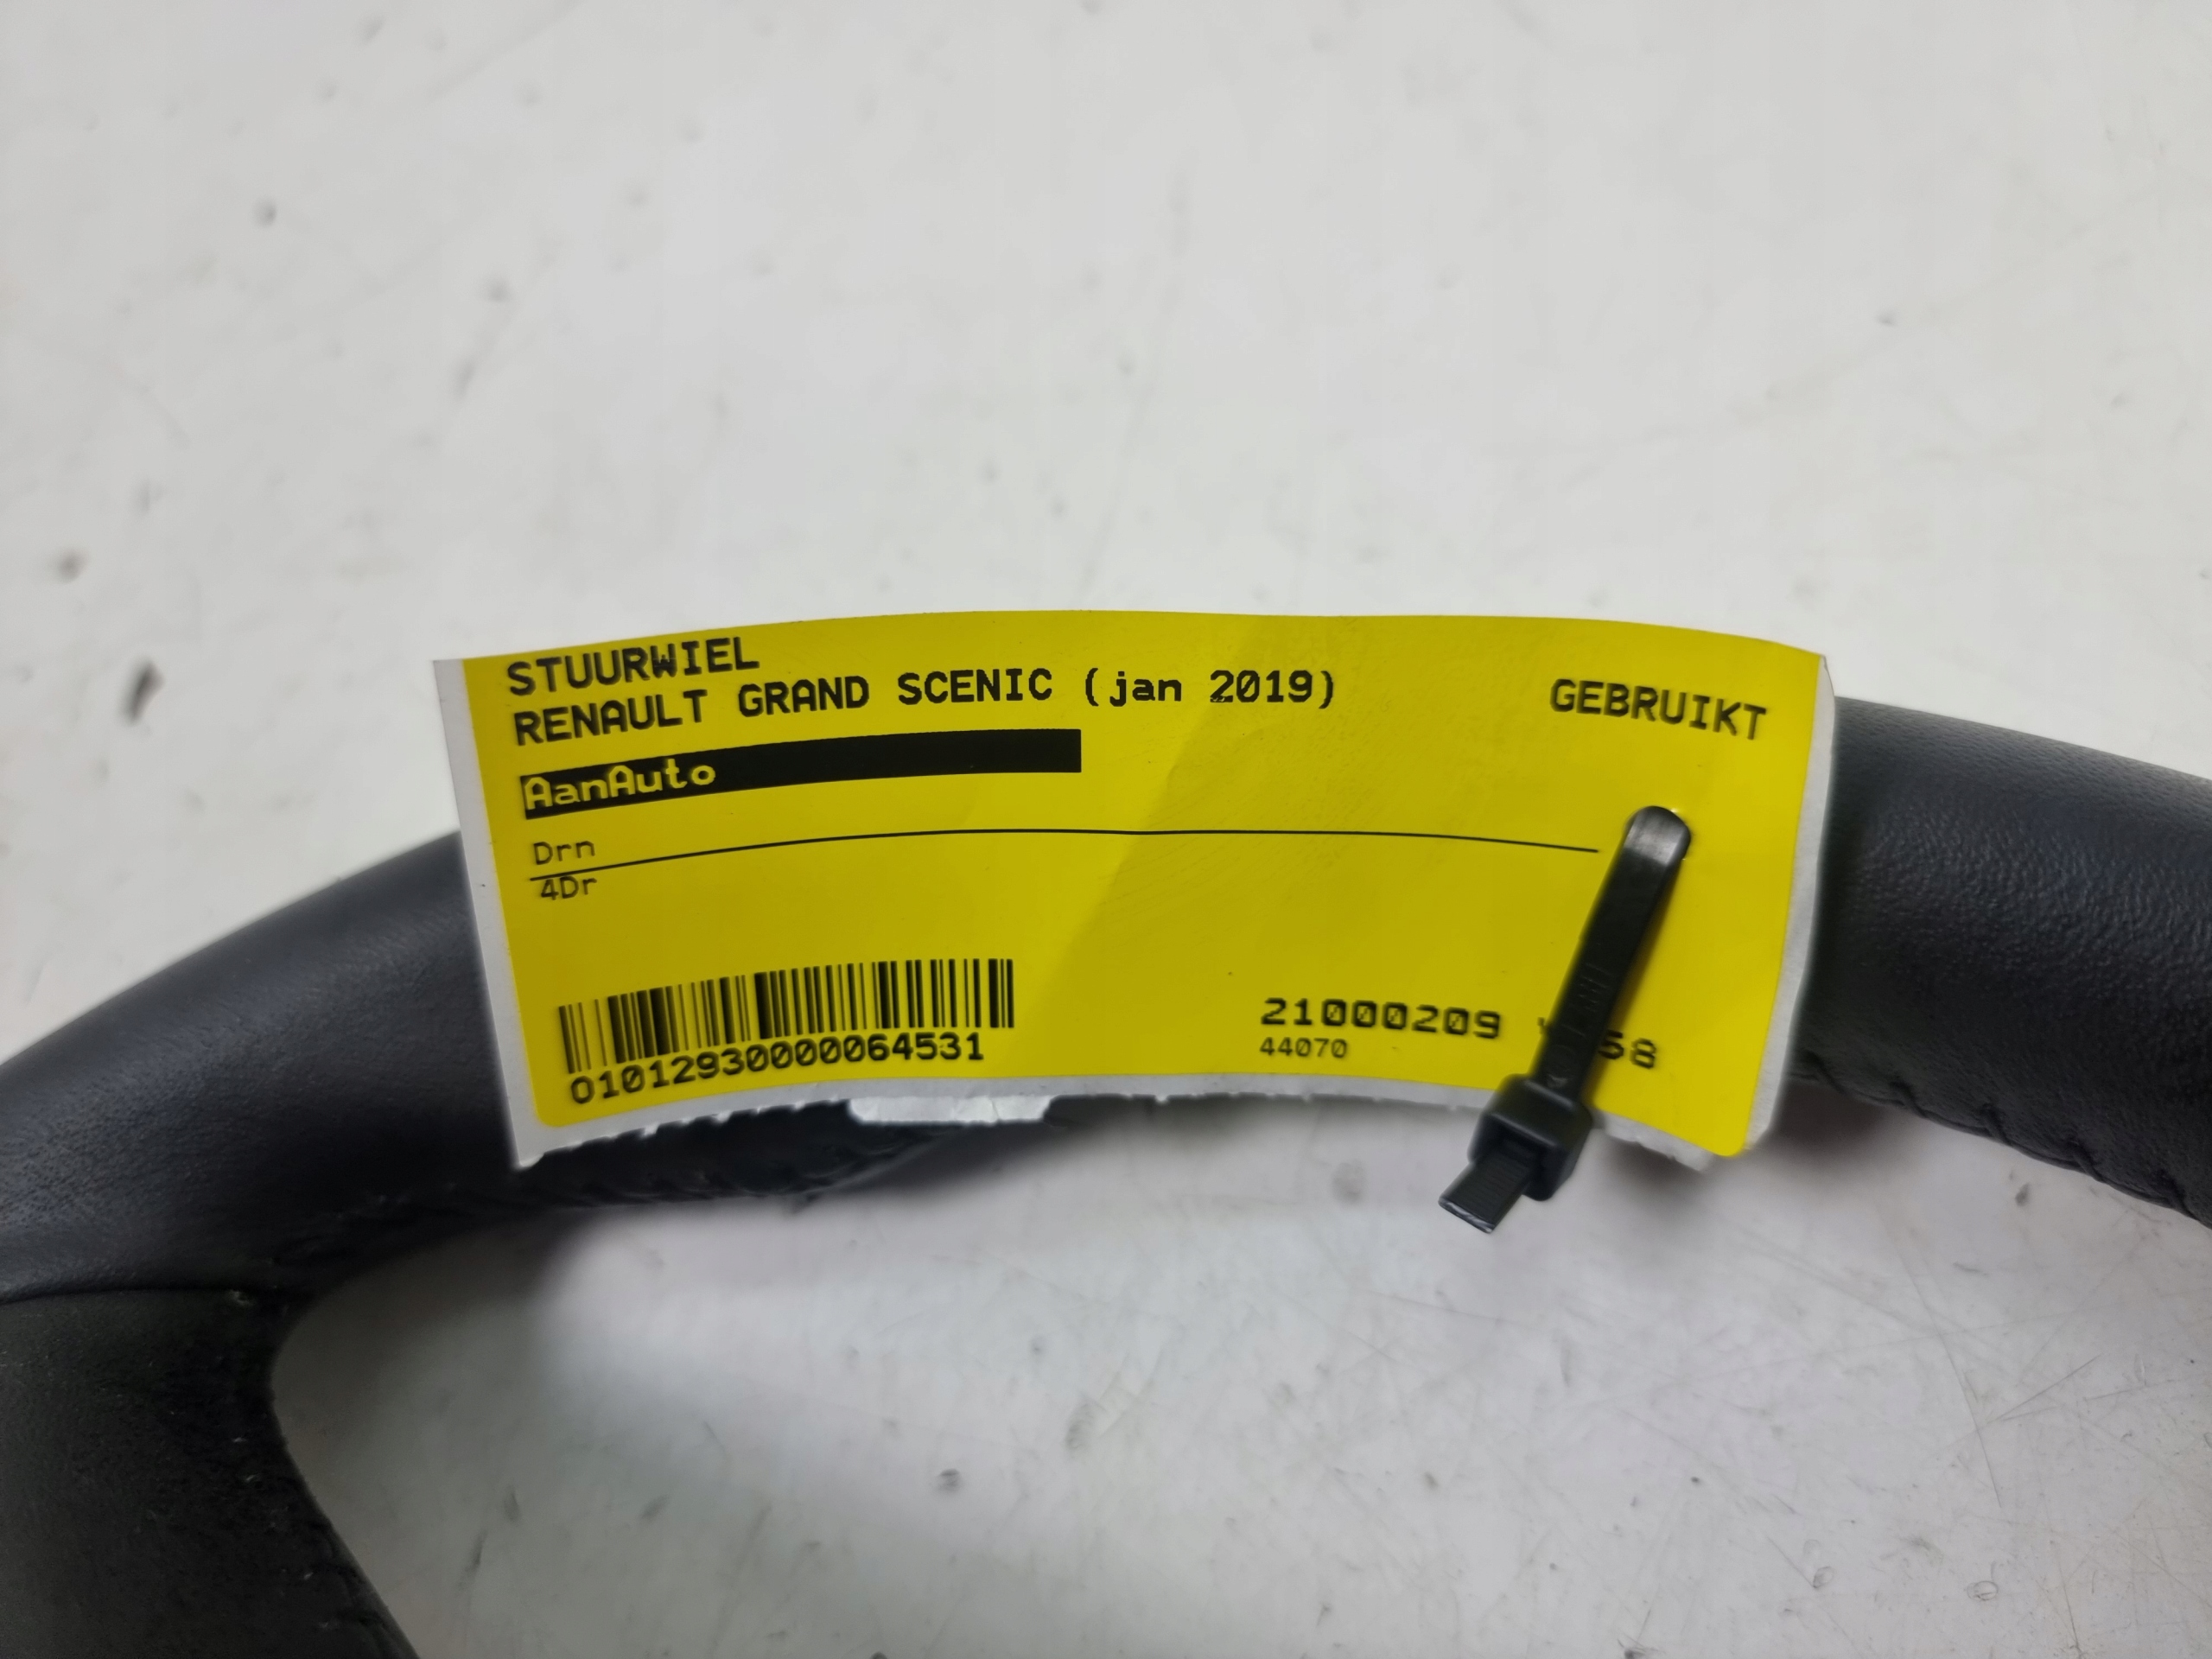 STUURWIEL
RENAULT GRAND SCENIC (jan 2019)
GEBRUIKT
AanAuto
Drn
4Dr
01012930000064531
21000209
44070